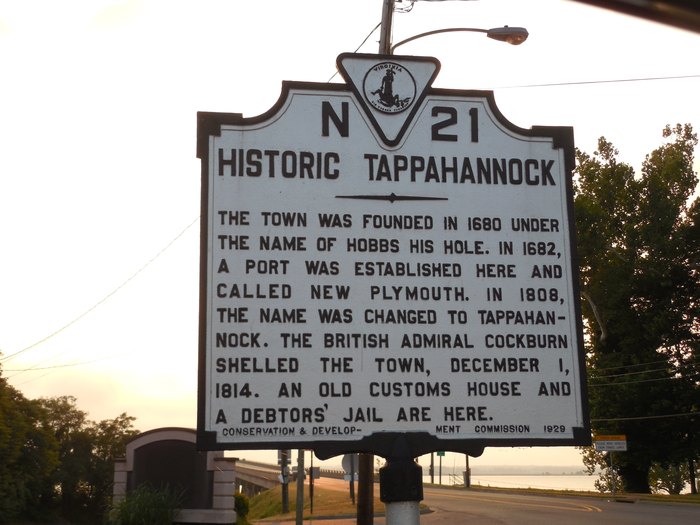 VIRGINIA
N 21
HISTORIC TAPPAHANNOCK
THE TOWN WAS FOUNDED IN 1680 UNDER
THE NAME OF HOBBS HIS HOLE. IN 1682,
A PORT WAS ESTABLISHED HERE AND
CALLED NEW PLYMOUTH. IN 1808,
THE NAME WAS CHANGED TO TAPPAHAN-
NOCK. THE BRITISH ADMIRAL COCKBURN
SHELLED THE TOWN, DECEMBER 1,
1814. AN OLD CUSTOMS HOUSE AND
A DEBTORS' JAIL ARE HERE.
CONSERVATION & DEVELOP- MENT COMMISSION 1929